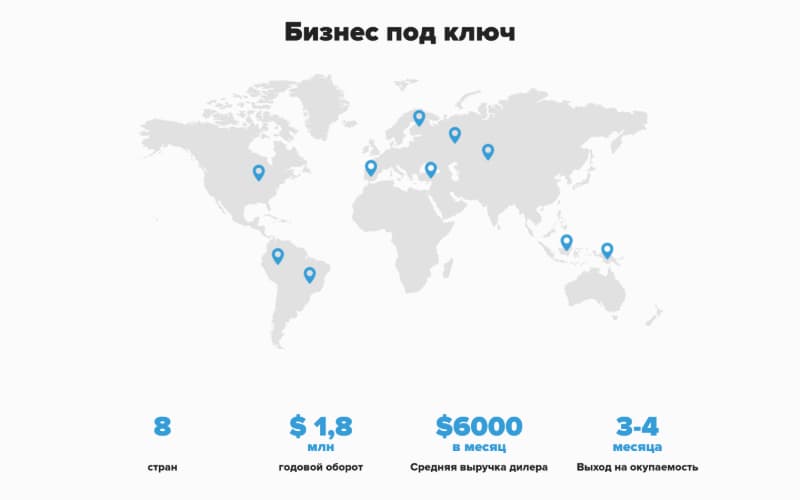 Бизнес под ключ
8
стран
$ 1,8
млн
годовой оборот
$6000
в месяц
Средняя выручка дилера
3-4
месяца
Выход на окупаемость